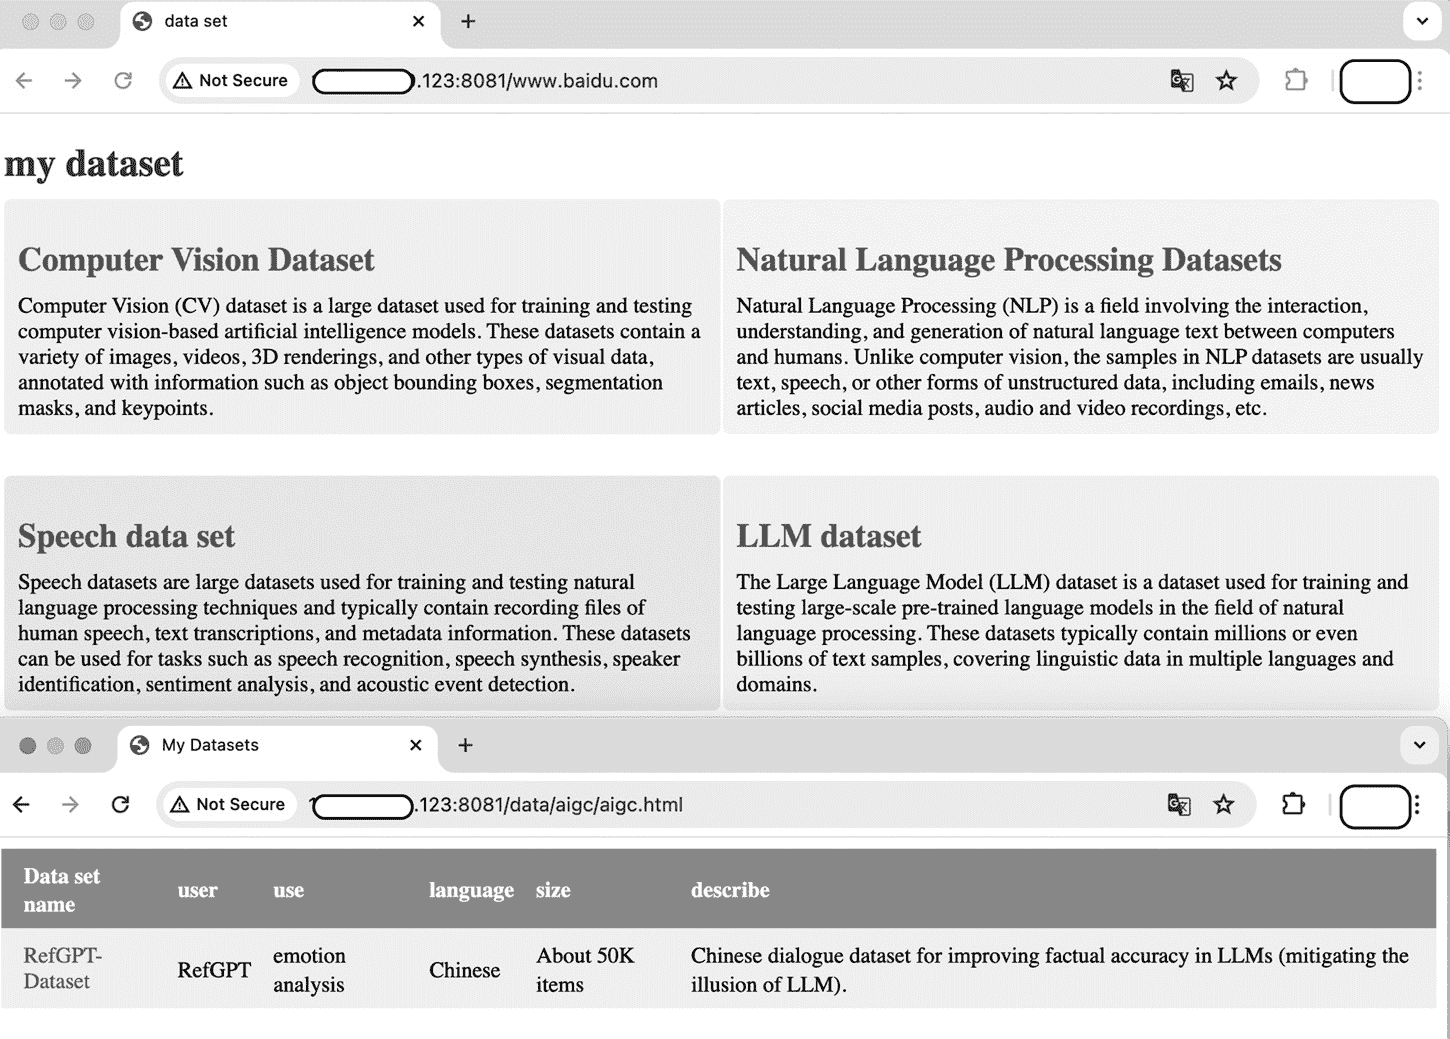 data set
Not Secure .123:8081/www.baidu.com
my dataset
Computer Vision Dataset
Computer Vision (CV) dataset is a large dataset used for training and testing
computer vision-based artificial intelligence models. These datasets contain a
variety of images, videos, 3D renderings, and other types of visual data,
annotated with information such as object bounding boxes, segmentation
masks, and keypoints.
Natural Language Processing Datasets
Natural Language Processing (NLP) is a field involving the interaction,
understanding, and generation of natural language text between computers
and humans. Unlike computer vision, the samples in NLP datasets are usually
text, speech, or other forms of unstructured data, including emails, news
articles, social media posts, audio and video recordings, etc.
Speech data set
Speech datasets are large datasets used for training and testing natural
language processing techniques and typically contain recording files of
human speech, text transcriptions, and metadata information. These datasets
can be used for tasks such as speech recognition, speech synthesis, speaker
identification, sentiment analysis, and acoustic event detection.
LLM dataset
The Large Language Model (LLM) dataset is a dataset used for training and
testing large-scale pre-trained language models in the field of natural
language processing. These datasets typically contain millions or even
billions of text samples, covering linguistic data in multiple languages and
domains.
My Datasets
Not Secure .123:8081/data/aigc/aigc.html
Data set
name
user
use
language
size
describe
RefGPT-
Dataset
RefGPT
emotion
analysis
Chinese
About 50K
items
Chinese dialogue dataset for improving factual accuracy in LLMs (mitigating the
illusion of LLM).